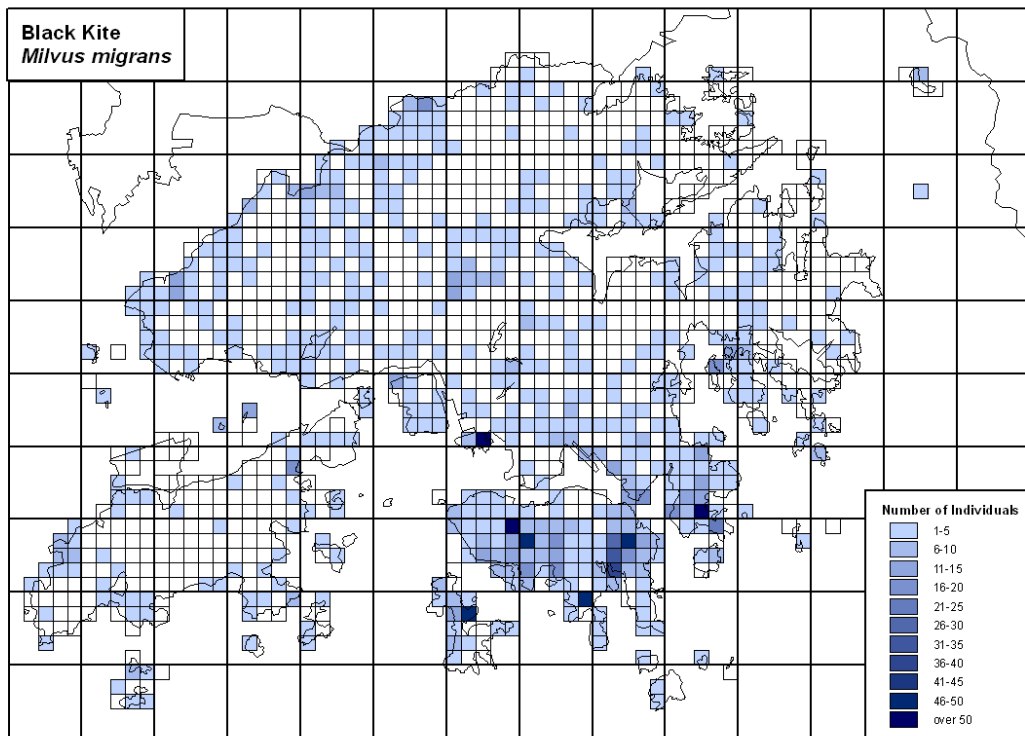 Black Kite
Milvus migrans
Number of Individuals
1-5
6-10
11-15
16-20
21-25
26-30
31-35
36-40
41-45
46-50
over 50